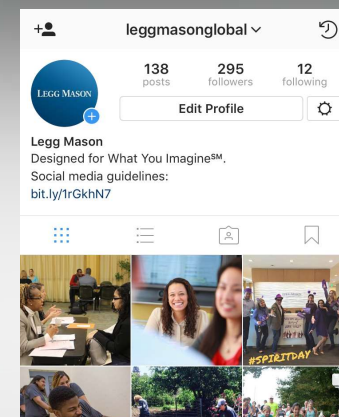 leggmasonglobal
138 295 12
posts followers following
LEGG MASON
Edit Profile
Legg Mason
Designed for What You Imagine℠.
Social media guidelines:
bit.ly/1rGkhN7
#SPIRITDAY